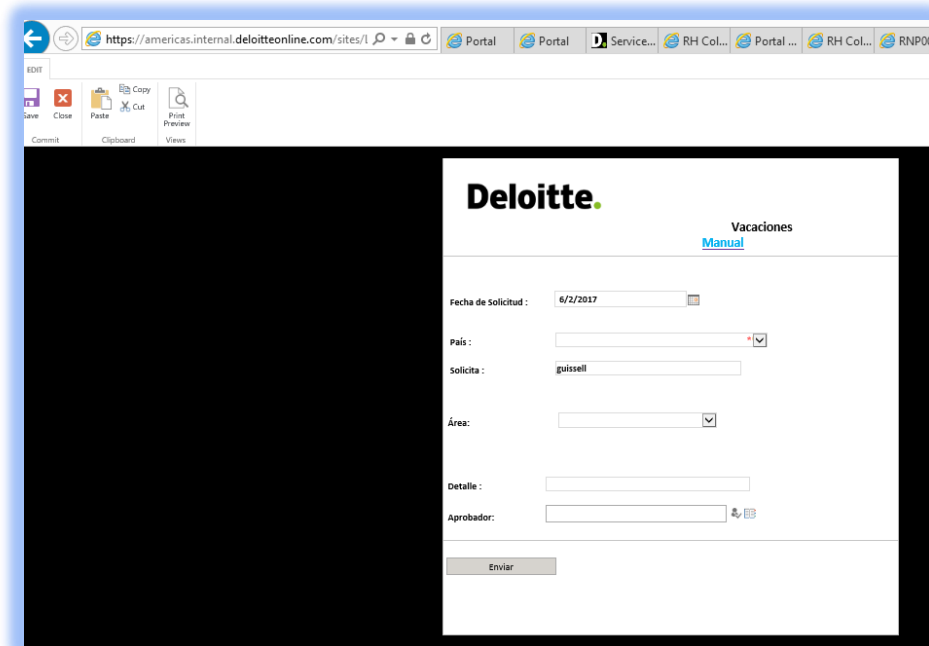 https://americas.internal.deloitteonline.com/sites/
Portal
Portal
D. Service...
RH Col...
Portal ...
RH Col...
RNP00
EDIT
Save
Close
Paste
Copy
Cut
Print Preview
Commit
Clipboard
Views
Deloitte.
Vacaciones
Manual
Fecha de Solicitud :
6/2/2017
País :
*
Solicita :
guissell
Área:
Detalle :
Aprobador:
Enviar